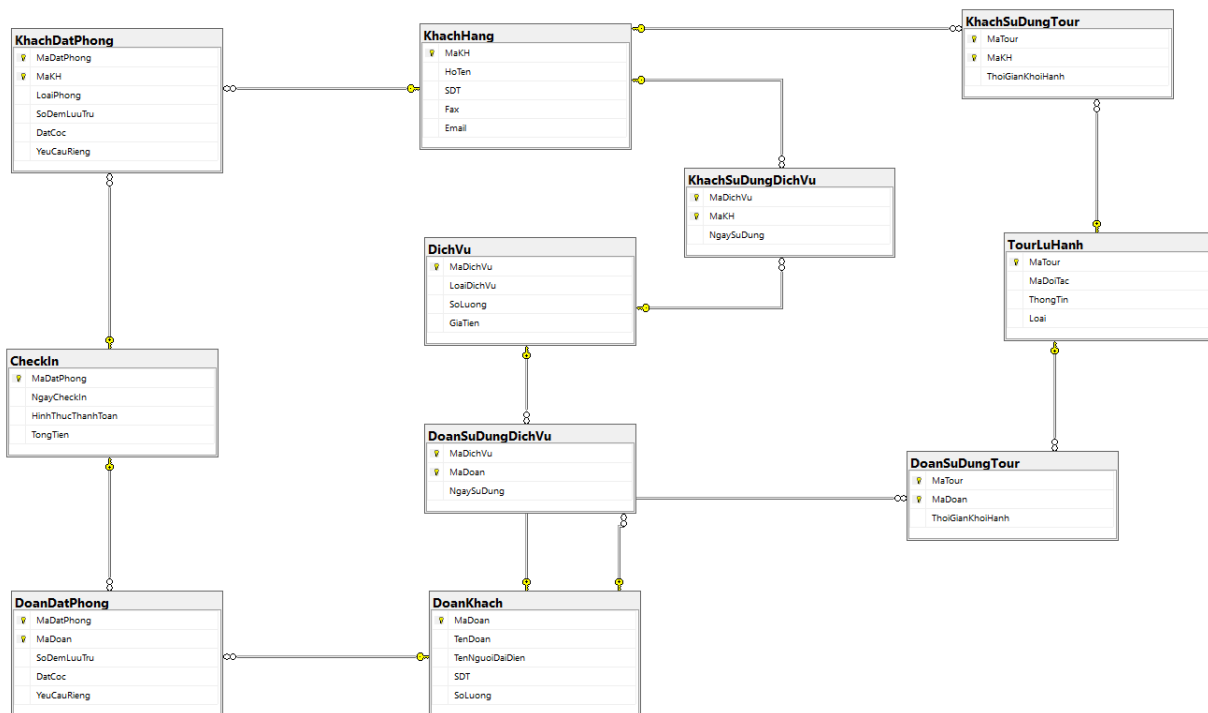 KhachDatPhong
MaDatPhong
MaKH
LoaiPhong
SoDemLuuTru
DatCoc
YeuCauRieng
KhachHang
MaKH
HoTen
SDT
Fax
Email
KhachSuDungTour
MaTour
MaKH
ThoiGianKhoiHanh
KhachSuDungDichVu
MaDichVu
MaKH
NgaySuDung
DichVu
MaDichVu
LoaiDichVu
SoLuong
GiaTien
TourLuHanh
MaTour
MaDoiTac
ThongTin
Loai
CheckIn
MaDatPhong
NgayCheckIn
HinhThucThanhToan
TongTien
DoanSuDungDichVu
MaDichVu
MaDoan
NgaySuDung
DoanSuDungTour
MaTour
MaDoan
ThoiGianKhoiHanh
DoanDatPhong
MaDatPhong
MaDoan
SoDemLuuTru
DatCoc
YeuCauRieng
DoanKhach
MaDoan
TenDoan
TenNguoiDaiDien
SDT
SoLuong